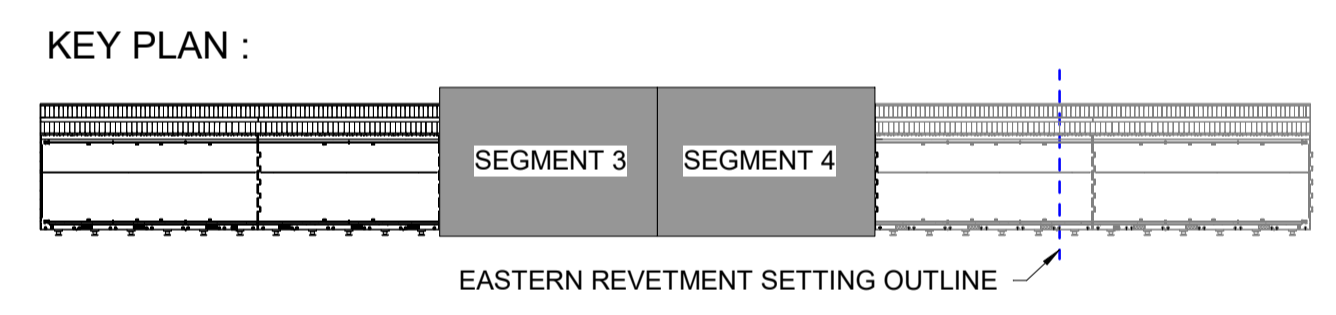 KEY PLAN :
SEGMENT 3
SEGMENT 4
EASTERN REVETMENT SETTING OUTLINE